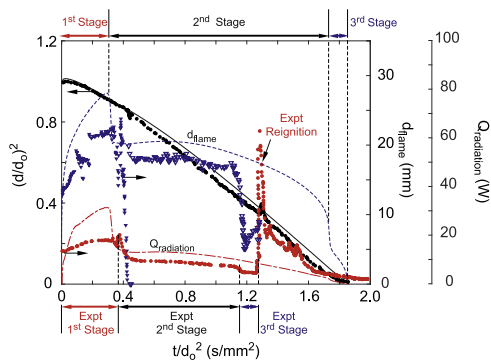 1st Stage
2nd Stage
3rd Stage
1.2
0.8
0.4
0
(d/do)2
35
30
20
10
0
dflame (mm)
100
80
60
40
20
0
Qradiation (W)
dflame
Expt
Reignition
Qradiation
0
0.4
0.8
1.2
1.6
2.0
Expt
1st Stage
Expt
2nd Stage
Expt
3rd Stage
t/do2 (s/mm2)